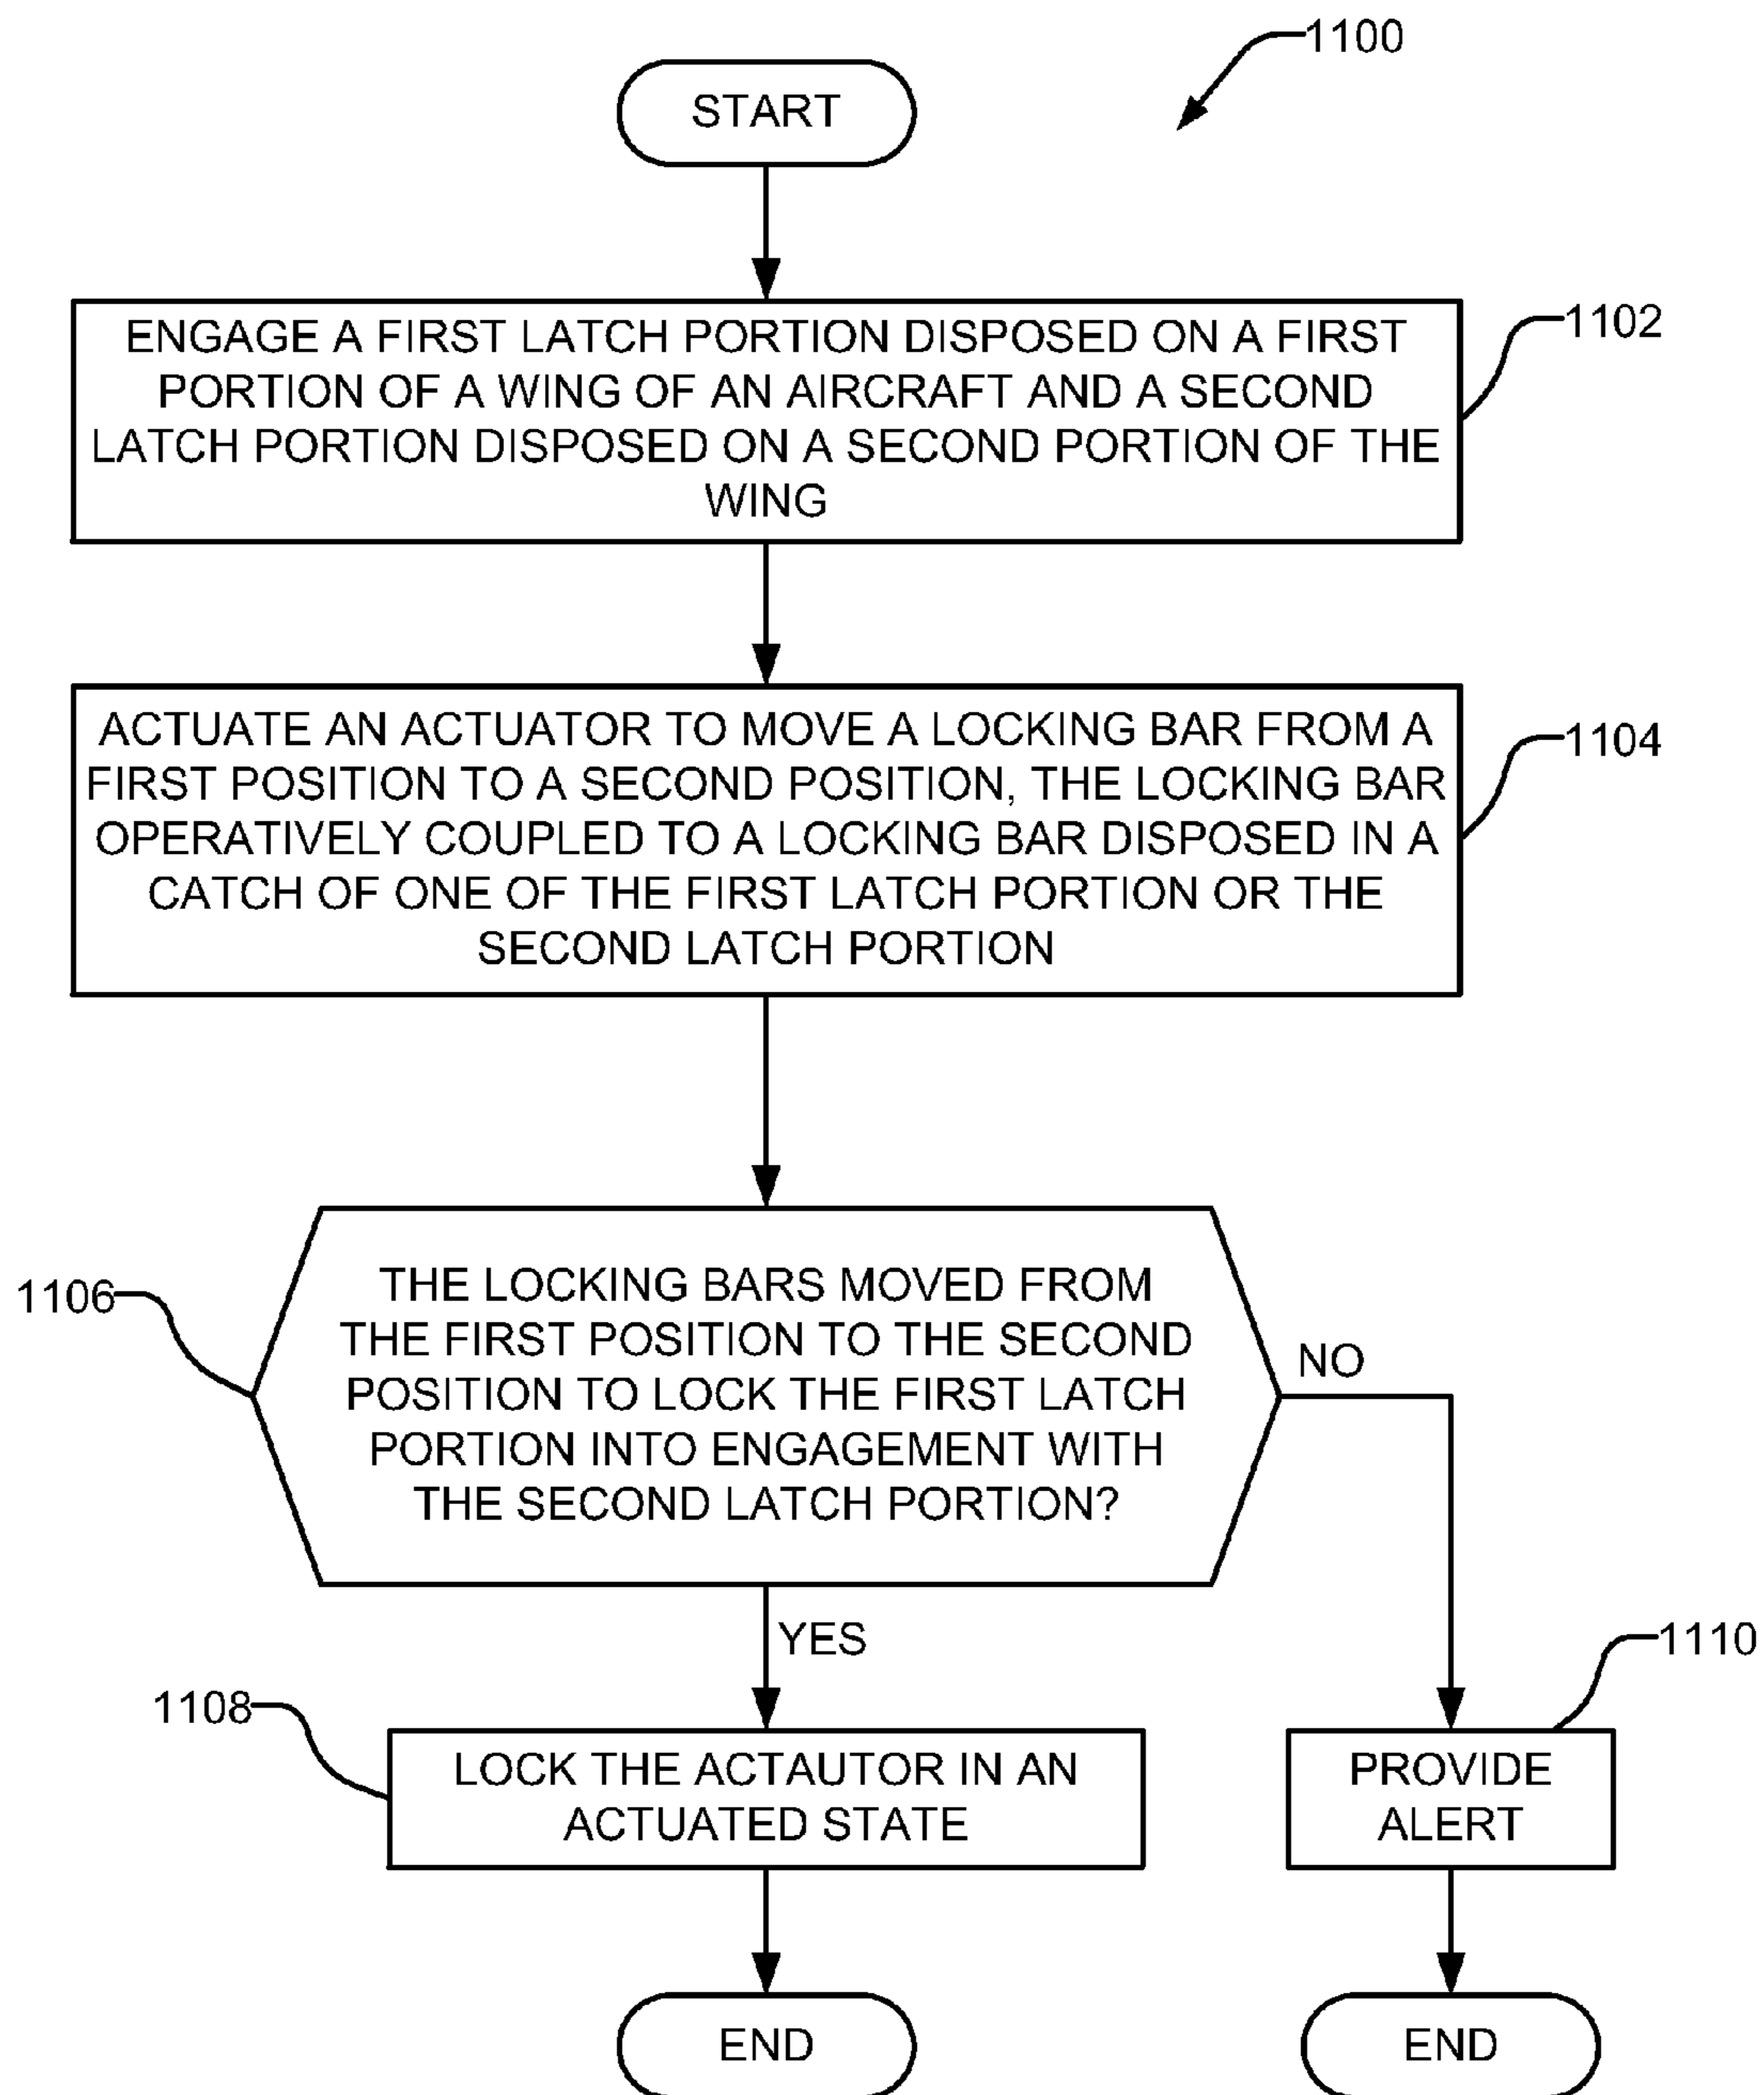 1100
START
1102
ENGAGE A FIRST LATCH PORTION DISPOSED ON A FIRST
PORTION OF A WING OF AN AIRCRAFT AND A SECOND
LATCH PORTION DISPOSED ON A SECOND PORTION OF THE
WING
1104
ACTUATE AN ACTUATOR TO MOVE A LOCKING BAR FROM A
FIRST POSITION TO A SECOND POSITION, THE LOCKING BAR
OPERATIVELY COUPLED TO A LOCKING BAR DISPOSED IN A
CATCH OF ONE OF THE FIRST LATCH PORTION OR THE
SECOND LATCH PORTION
1106
THE LOCKING BARS MOVED FROM
THE FIRST POSITION TO THE SECOND
POSITION TO LOCK THE FIRST LATCH
PORTION INTO ENGAGEMENT WITH
THE SECOND LATCH PORTION?
NO
YES
1108
LOCK THE ACTAUTOR IN AN
ACTUATED STATE
1110
PROVIDE
ALERT
END
END